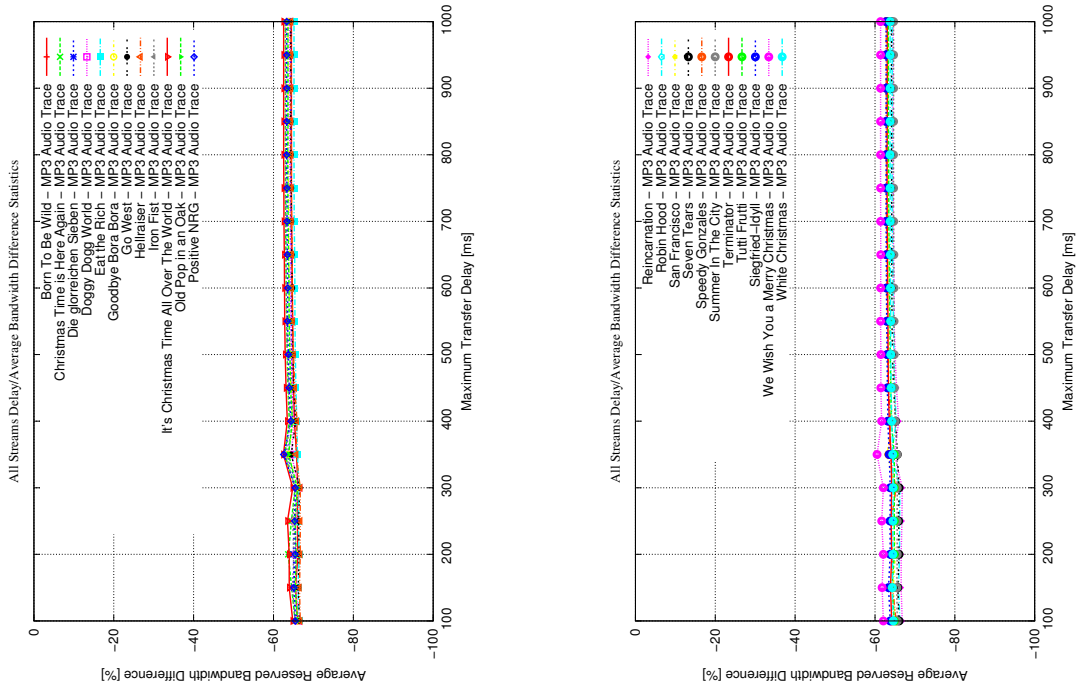 All Streams Delay/Average Bandwidth Difference Statistics
Average Reserved Bandwidth Difference [%]
0
−20
−40
−60
−80
−100
Born To Be Wild − MP3 Audio Trace
Christmas Time is Here Again − MP3 Audio Trace
Die glorreichen Sieben − MP3 Audio Trace
Doggy Dogg World − MP3 Audio Trace
Eat the Rich − MP3 Audio Trace
Goodbye Bora Bora − MP3 Audio Trace
Go West − MP3 Audio Trace
Hellraiser − MP3 Audio Trace
Iron Fist − MP3 Audio Trace
It's Christmas Time All Over The World − MP3 Audio Trace
Old Pop in an Oak − MP3 Audio Trace
Positive NRG − MP3 Audio Trace
100
200
300
400
500
600
700
800
900
1000
Maximum Transfer Delay [ms]
All Streams Delay/Average Bandwidth Difference Statistics
Average Reserved Bandwidth Difference [%]
0
−20
−40
−60
−80
−100
Reincarnation − MP3 Audio Trace
Robin Hood − MP3 Audio Trace
San Francisco − MP3 Audio Trace
Seven Tears − MP3 Audio Trace
Speedy Gonzales − MP3 Audio Trace
Summer In The City − MP3 Audio Trace
Terminator − MP3 Audio Trace
Tutti Frutti − MP3 Audio Trace
Siegfried−Idyll − MP3 Audio Trace
We Wish You a Merry Christmas − MP3 Audio Trace
White Christmas − MP3 Audio Trace
100
200
300
400
500
600
700
800
900
1000
Maximum Transfer Delay [ms]